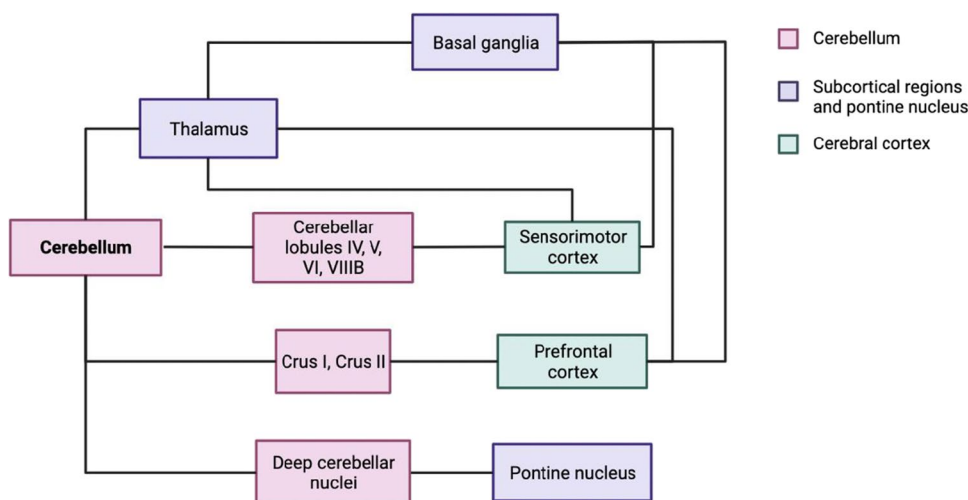 Basal ganglia
Cerebellum
Subcortical regions
and pontine nucleus
Cerebral cortex
Thalamus
Cerebellum
Cerebellar
lobules IV, V,
VI, VIIIB
Sensorimotor
cortex
Crus I, Crus II
Prefrontal
cortex
Deep cerebellar
nuclei
Pontine nucleus